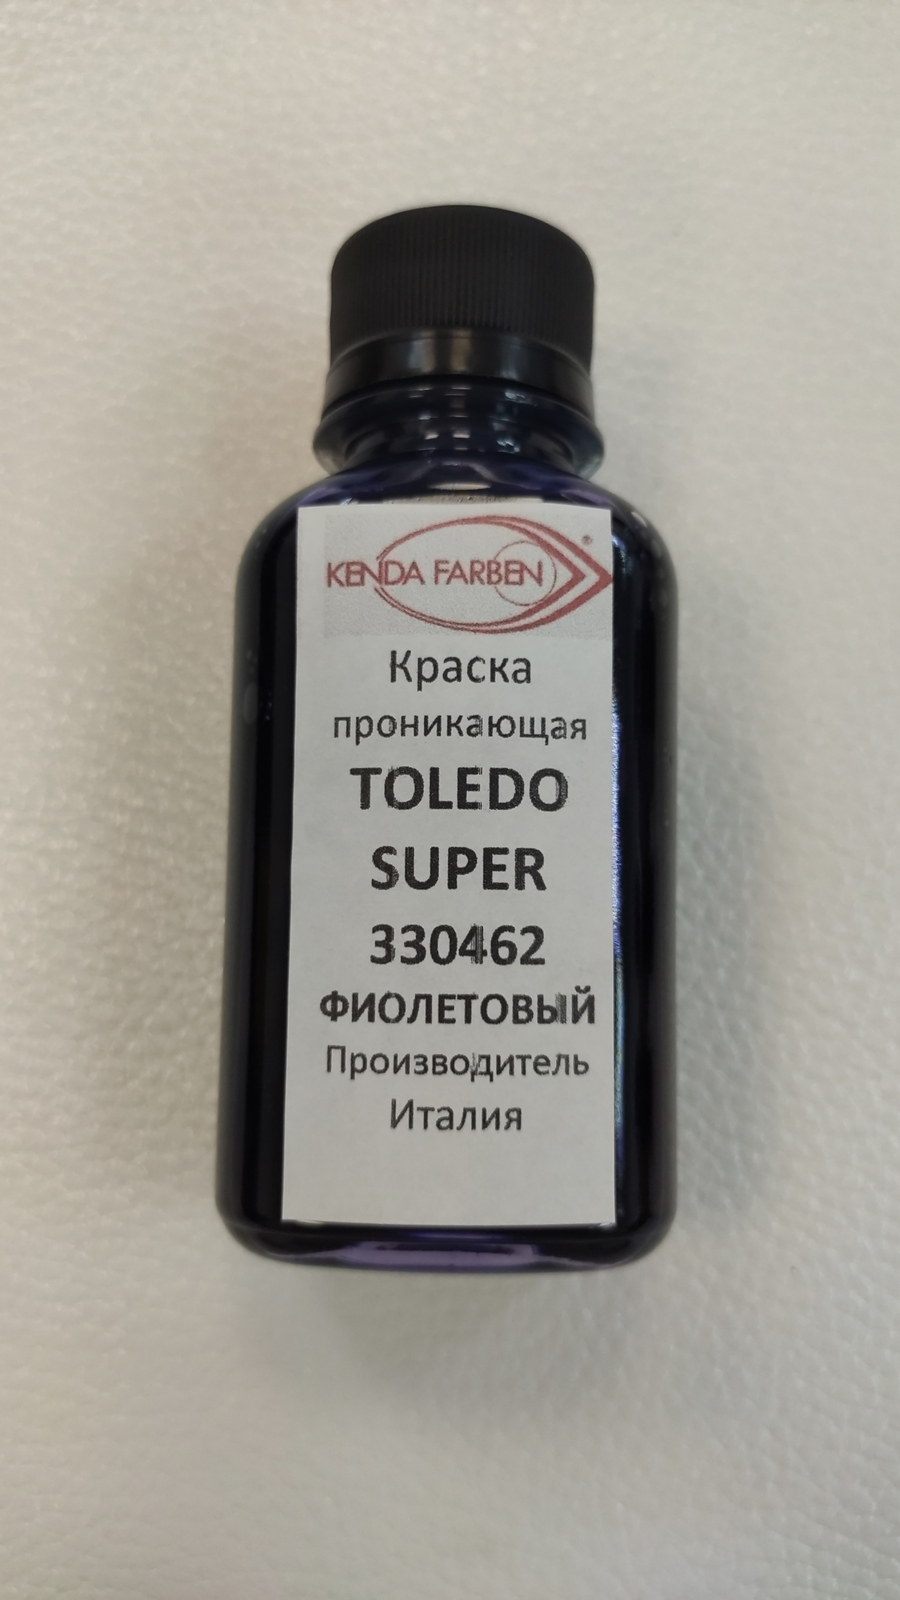 KENDA FARBEN ®
Краска
проникающая
TOLEDO
SUPER
330462
ФИОЛЕТОВЫЙ
Производитель
Италия